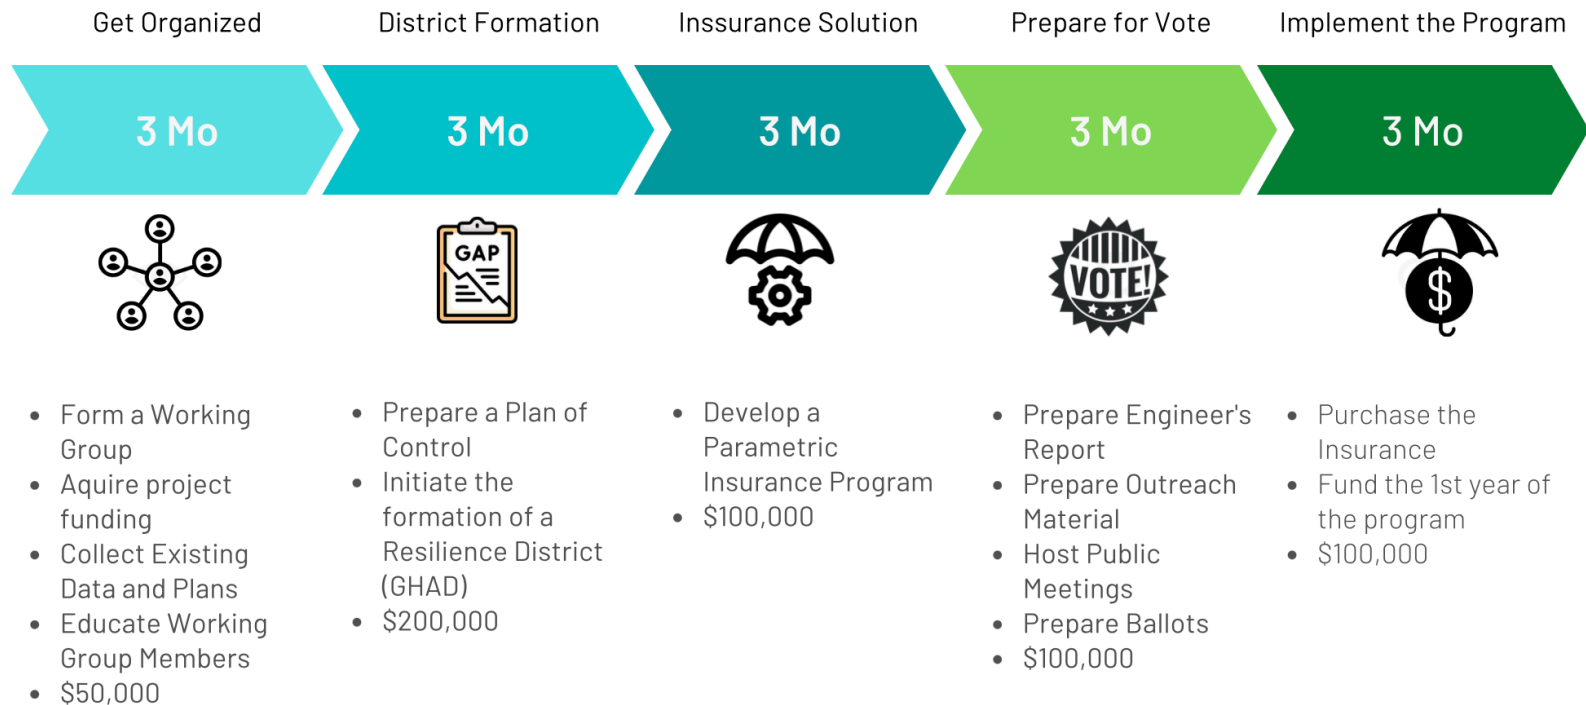 Get Organized
District Formation
Inssurance Solution
Prepare for Vote
Implement the Program
3 Mo
3 Mo
3 Mo
3 Mo
3 Mo
GAP
VOTE!
• Form a Working
Group
• Aquire project
funding
• Collect Existing
Data and Plans
• Educate Working
Group Members
• $50,000
• Prepare a Plan of
Control
• Initiate the
formation of a
Resilience District
(GHAD)
• $200,000
• Develop a
Parametric
Insurance Program
• $100,000
• Prepare Engineer's
Report
• Prepare Outreach
Material
• Host Public
Meetings
• Prepare Ballots
• $100,000
• Purchase the
Insurance
• Fund the 1st year of
the program
• $100,000